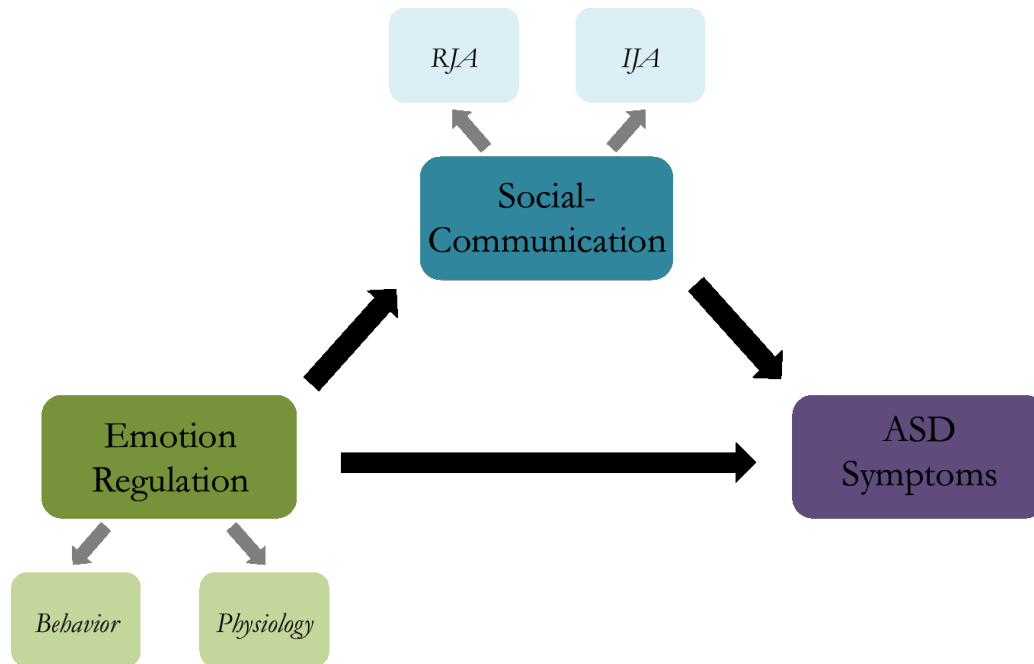 RJA
IJA
Social-
Communication
Emotion
Regulation
ASD
Symptoms
Behavior
Physiology